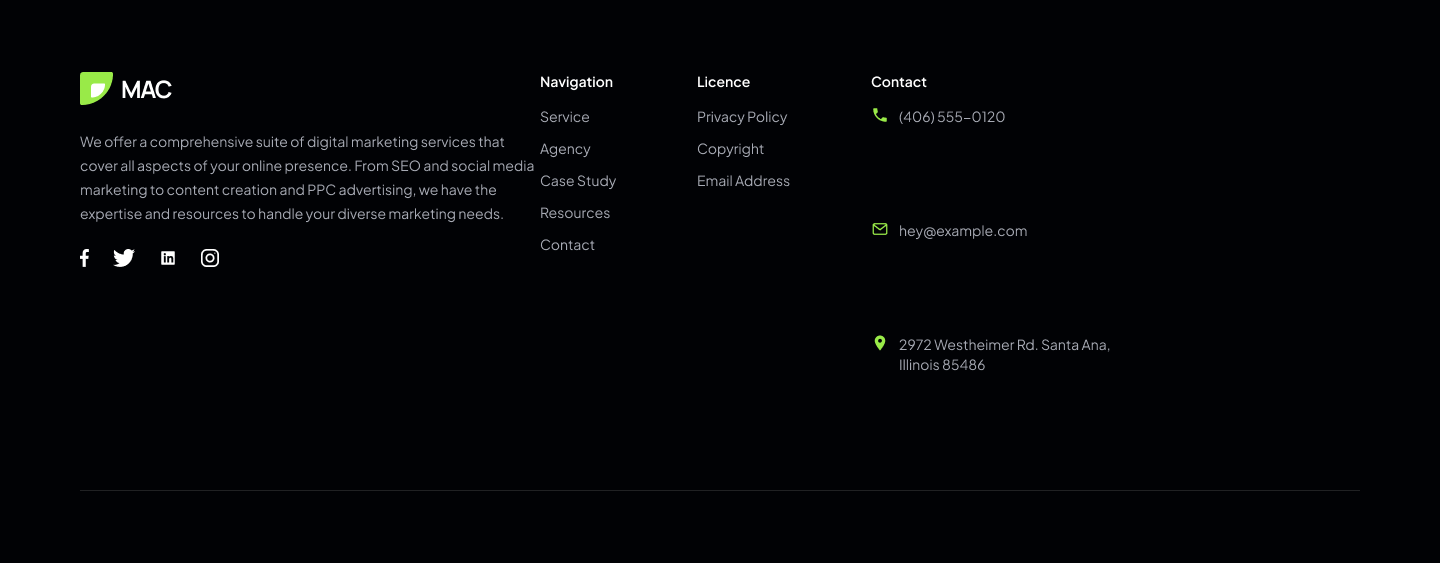 MAC
We offer a comprehensive suite of digital marketing services that
cover all aspects of your online presence. From SEO and social media
marketing to content creation and PPC advertising, we have the
expertise and resources to handle your diverse marketing needs.
Navigation
Service
Agency
Case Study
Resources
Contact
Licence
Privacy Policy
Copyright
Email Address
Contact
(406) 555-0120
hey@example.com
2972 Westheimer Rd. Santa Ana,
Illinois 85486